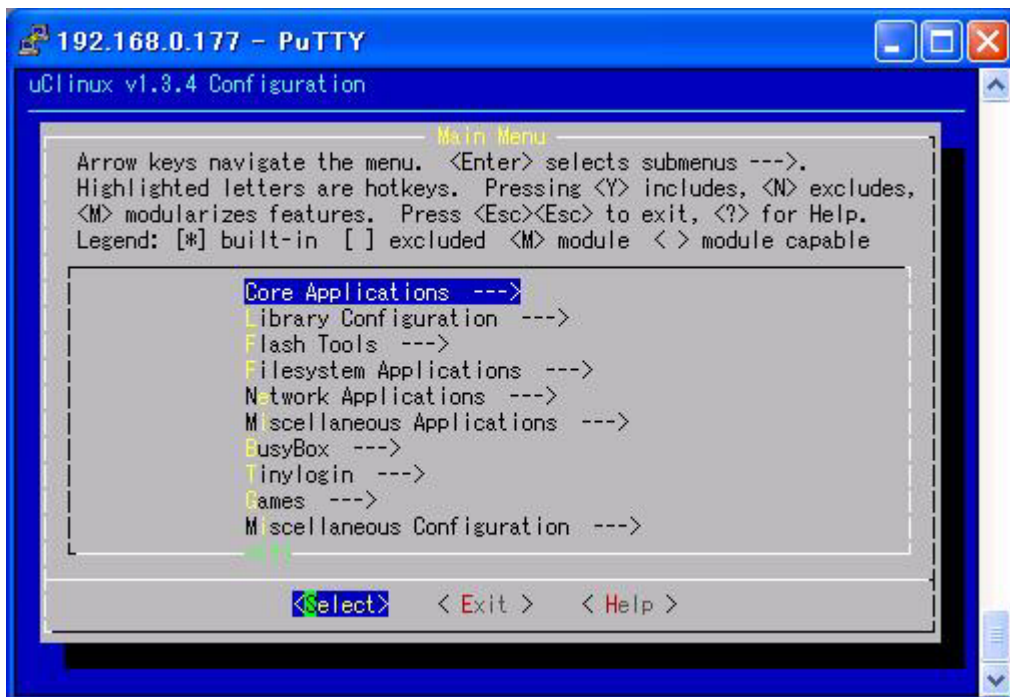 192.168.0.177 - PuTTY
uClinux v1.3.4 Configuration
Main Menu
Arrow keys navigate the menu. <Enter> selects submenus --->.
Highlighted letters are hotkeys. Pressing <Y> includes, <N> excludes,
<M> modularizes features. Press <Esc><Esc> to exit, <?> for Help.
Legend: [*] built-in [ ] excluded <M> module < > module capable
Core Applications --->
Library Configuration --->
Flash Tools --->
Filesystem Applications --->
Network Applications --->
Miscellaneous Applications --->
BusyBox --->
Tinylogin --->
Games --->
Miscellaneous Configuration --->
<Select> < Exit > < Help >